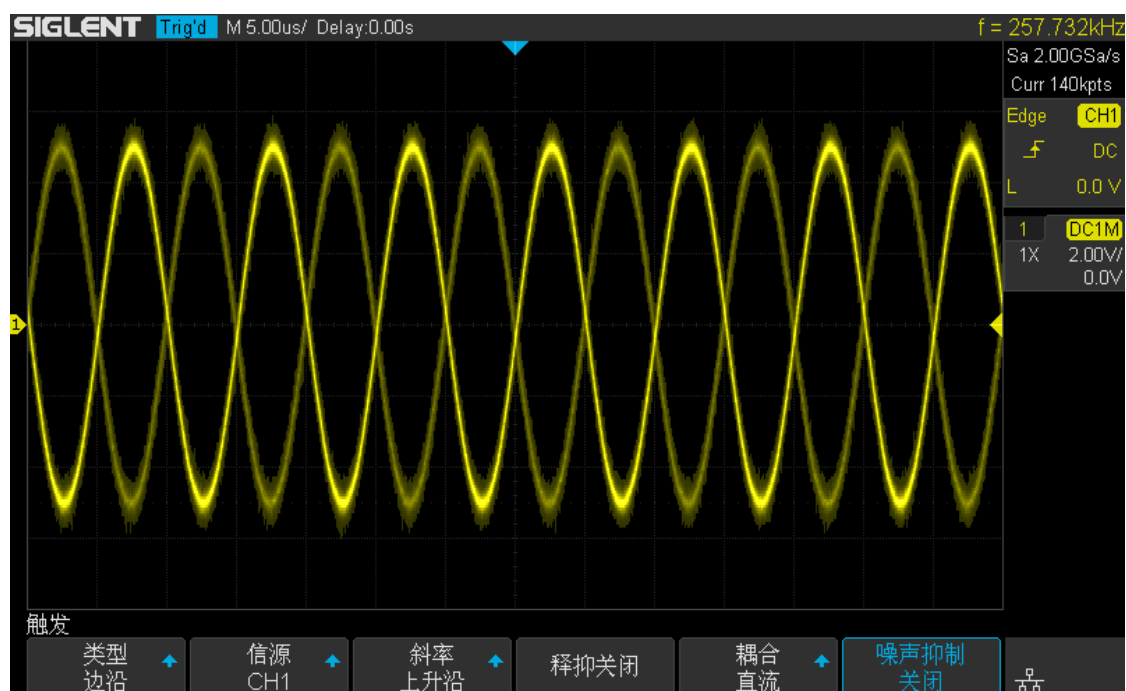 SIGLENT Trig'd M 5.00us/ Delay:0.00s f = 257.732kHz
Sa 2.00GSa/s
Curr 140kpts
Edge CH1
DC
L 0.0 V
1 DC1M
1X 2.00V/
0.0V
1
触发
类型 信源 斜率 释抑关闭 耦合 噪声抑制
边沿 CH1 上升沿 直流 关闭